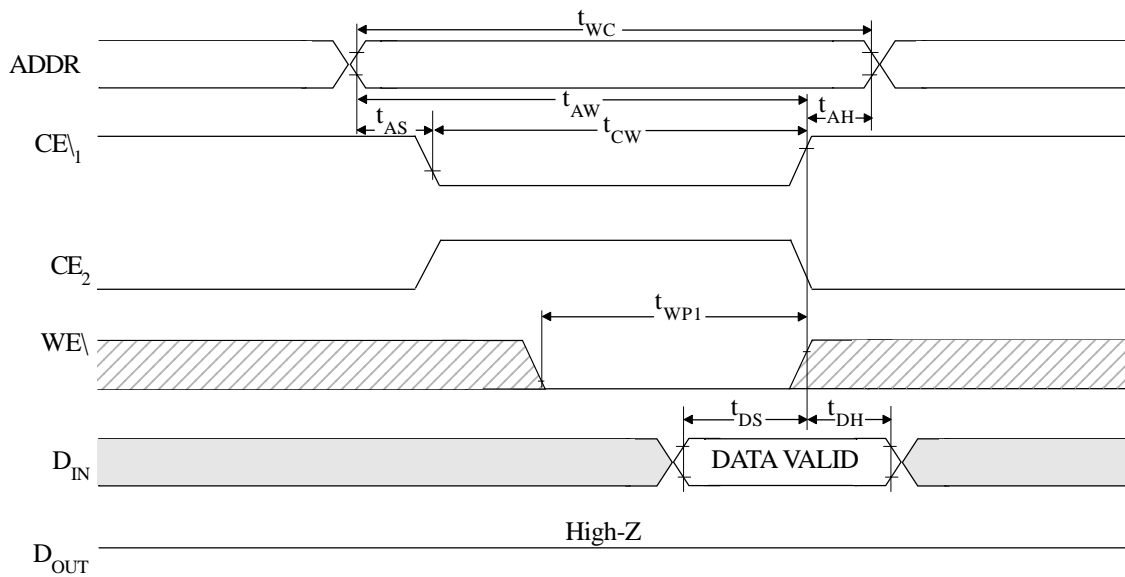 t_WC
ADDR
t_AW
t_AS
t_AH
t_CW
CE\_1
CE_2
t_WP1
WE\
t_DS
t_DH
D_IN
DATA VALID
High-Z
D_OUT